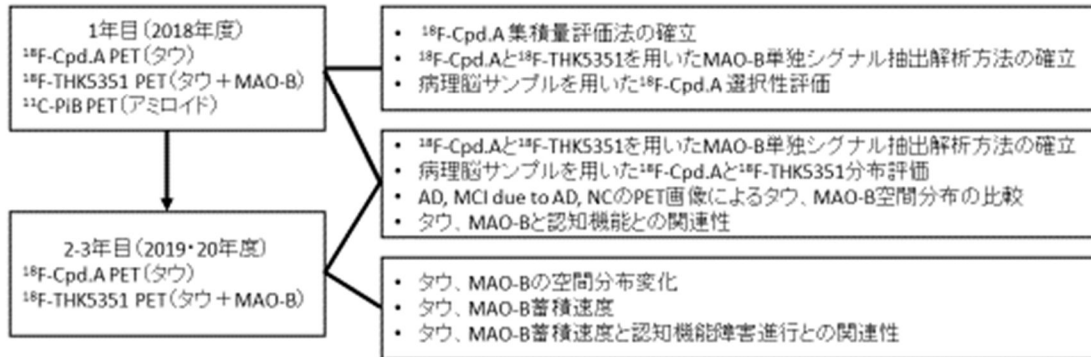 1年目(2018年度)
¹⁸F-Cpd.A PET(タウ)
¹⁸F-THK5351 PET(タウ+MAO-B)
¹¹C-PiB PET(アミロイド)
• ¹⁸F-Cpd.A 集積量評価法の確立
• ¹⁸F-Cpd.Aと¹⁸F-THK5351を用いたMAO-B単独シグナル抽出解析方法の確立
• 病理脳サンプルを用いた¹⁸F-Cpd.A 選択性評価
• ¹⁸F-Cpd.Aと¹⁸F-THK5351を用いたMAO-B単独シグナル抽出解析方法の確立
• 病理脳サンプルを用いた¹⁸F-Cpd.Aと¹⁸F-THK5351分布評価
• AD, MCI due to AD, NCのPET画像によるタウ、MAO-B空間分布の比較
• タウ、MAO-Bと認知機能との関連性
2-3年目(2019・20年度)
¹⁸F-Cpd.A PET(タウ)
¹⁸F-THK5351 PET(タウ+MAO-B)
• タウ、MAO-Bの空間分布変化
• タウ、MAO-B蓄積速度
• タウ、MAO-B蓄積速度と認知機能障害進行との関連性